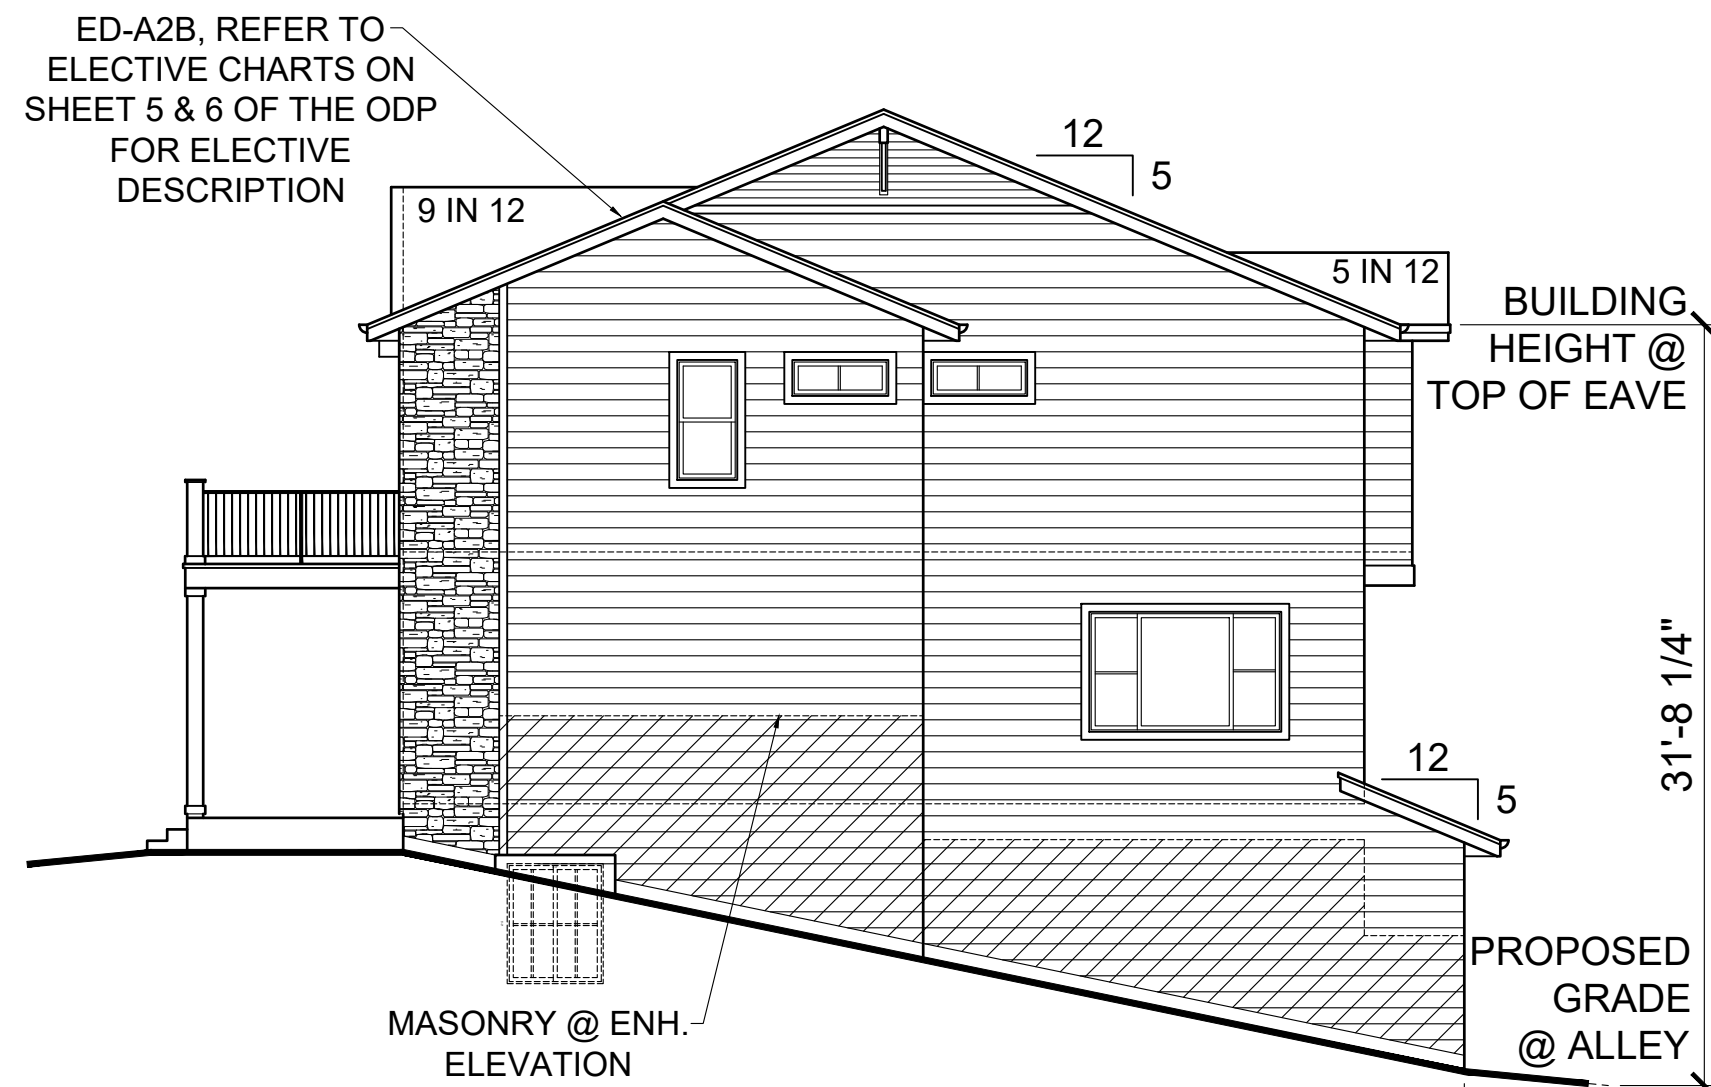 ED-A2B, REFER TO
ELECTIVE CHARTS ON
SHEET 5 & 6 OF THE ODP
FOR ELECTIVE
DESCRIPTION
12
5
9 IN 12
5 IN 12
BUILDING
HEIGHT @
TOP OF EAVE
31'-8 1/4"
12
5
PROPOSED
GRADE
@ ALLEY
MASONRY @ ENH.
ELEVATION